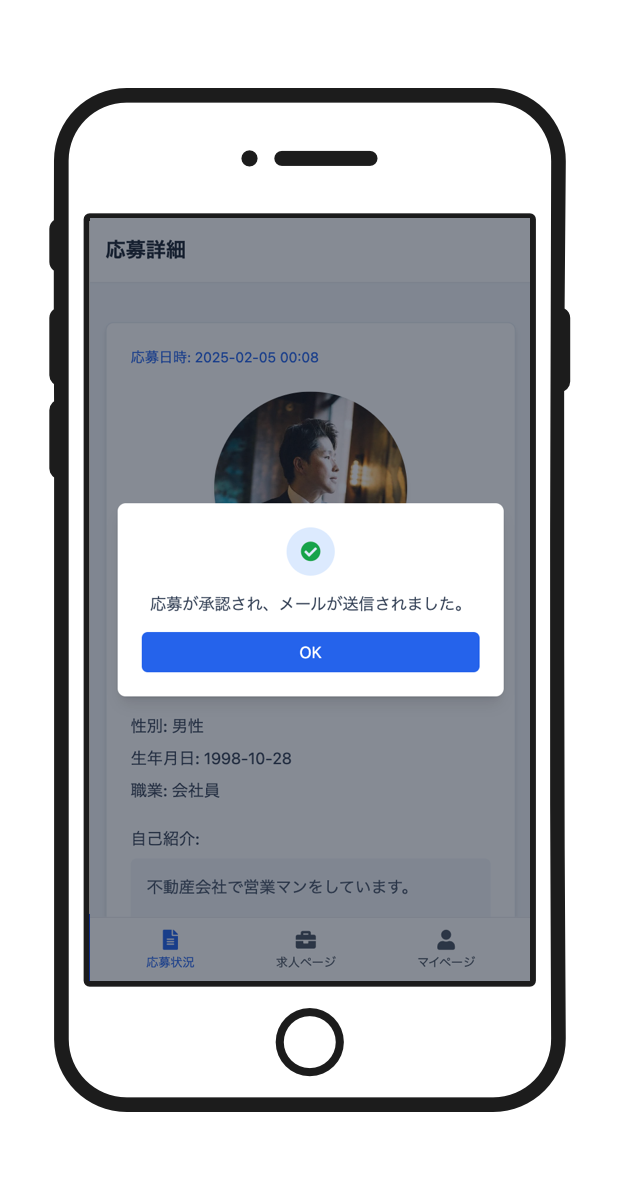 応募詳細
応募日時: 2025-02-05 00:08
応募が承認され、メールが送信されました。
OK
性別: 男性
生年月日: 1998-10-28
職業: 会社員
自己紹介:
不動産会社で営業マンをしています。
応募状況
求人ページ
マイページ